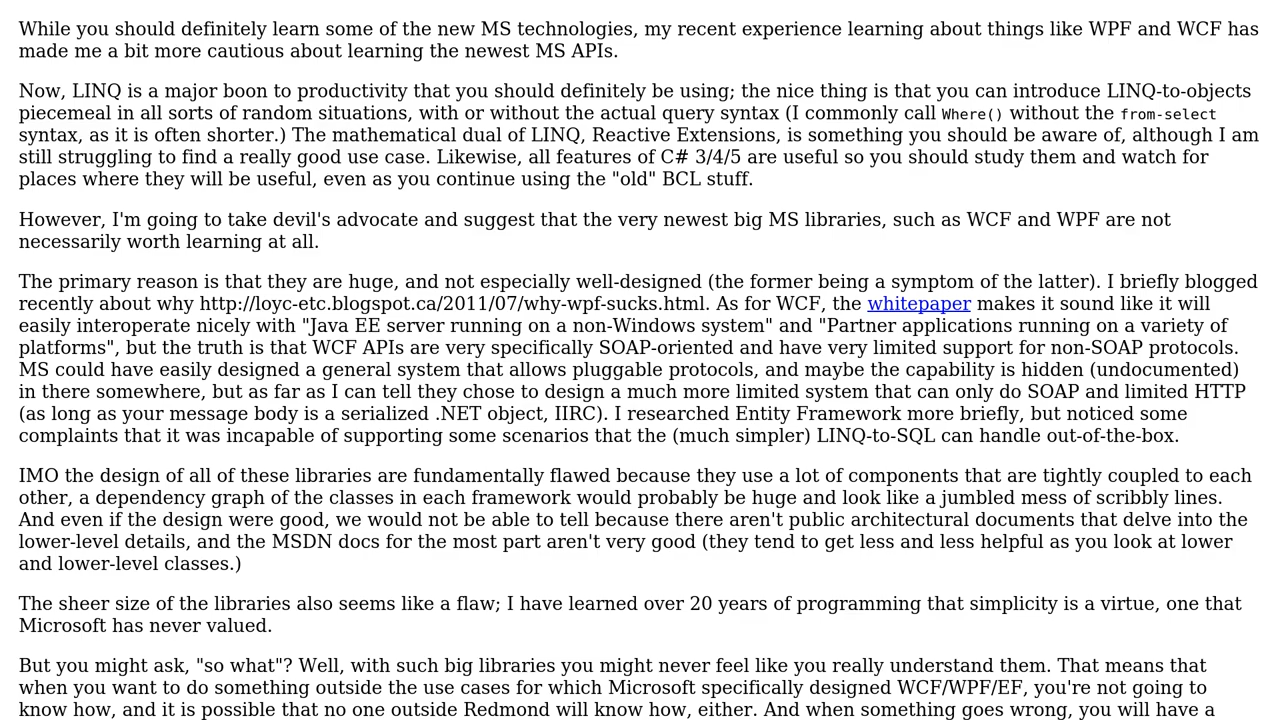 While you should definitely learn some of the new MS technologies, my recent experience learning about things like WPF and WCF has
made me a bit more cautious about learning the newest MS APIs.
Now, LINQ is a major boon to productivity that you should definitely be using; the nice thing is that you can introduce LINQ-to-objects
piecemeal in all sorts of random situations, with or without the actual query syntax (I commonly call Where() without the from-select
syntax, as it is often shorter.) The mathematical dual of LINQ, Reactive Extensions, is something you should be aware of, although I am
still struggling to find a really good use case. Likewise, all features of C# 3/4/5 are useful so you should study them and watch for
places where they will be useful, even as you continue using the "old" BCL stuff.
However, I'm going to take devil's advocate and suggest that the very newest big MS libraries, such as WCF and WPF are not
necessarily worth learning at all.
The primary reason is that they are huge, and not especially well-designed (the former being a symptom of the latter). I briefly blogged
recently about why http://loyc-etc.blogspot.ca/2011/07/why-wpf-sucks.html. As for WCF, the whitepaper makes it sound like it will
easily interoperate nicely with "Java EE server running on a non-Windows system" and "Partner applications running on a variety of
platforms", but the truth is that WCF APIs are very specifically SOAP-oriented and have very limited support for non-SOAP protocols.
MS could have easily designed a general system that allows pluggable protocols, and maybe the capability is hidden (undocumented)
in there somewhere, but as far as I can tell they chose to design a much more limited system that can only do SOAP and limited HTTP
(as long as your message body is a serialized .NET object, IIRC). I researched Entity Framework more briefly, but noticed some
complaints that it was incapable of supporting some scenarios that the (much simpler) LINQ-to-SQL can handle out-of-the-box.
IMO the design of all of these libraries are fundamentally flawed because they use a lot of components that are tightly coupled to each
other, a dependency graph of the classes in each framework would probably be huge and look like a jumbled mess of scribbly lines.
And even if the design were good, we would not be able to tell because there aren't public architectural documents that delve into the
lower-level details, and the MSDN docs for the most part aren't very good (they tend to get less and less helpful as you look at lower
and lower-level classes.)
The sheer size of the libraries also seems like a flaw; I have learned over 20 years of programming that simplicity is a virtue, one that
Microsoft has never valued.
But you might ask, "so what"? Well, with such big libraries you might never feel like you really understand them. That means that
when you want to do something outside the use cases for which Microsoft specifically designed WCF/WPF/EF, you're not going to
know how, and it is possible that no one outside Redmond will know how, either. And when something goes wrong, you will have a